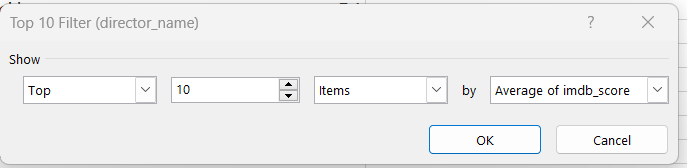 Top 10 Filter (director_name)
? ×
Show
Top 10 Items by Average of imdb_score
OK Cancel